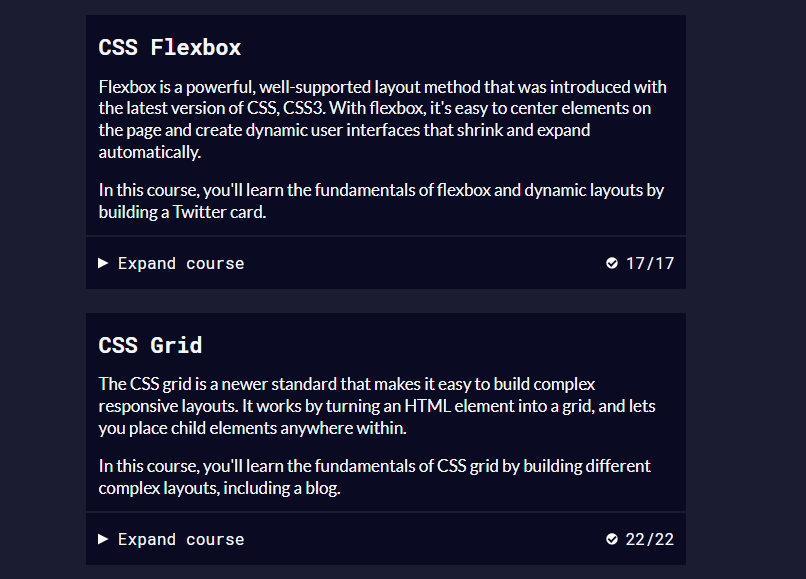 CSS Flexbox
Flexbox is a powerful, well-supported layout method that was introduced with
the latest version of CSS, CSS3. With flexbox, it's easy to center elements on
the page and create dynamic user interfaces that shrink and expand
automatically.
In this course, you'll learn the fundamentals of flexbox and dynamic layouts by
building a Twitter card.
Expand course 17/17
CSS Grid
The CSS grid is a newer standard that makes it easy to build complex
responsive layouts. It works by turning an HTML element into a grid, and lets
you place child elements anywhere within.
In this course, you'll learn the fundamentals of CSS grid by building different
complex layouts, including a blog.
Expand course 22/22